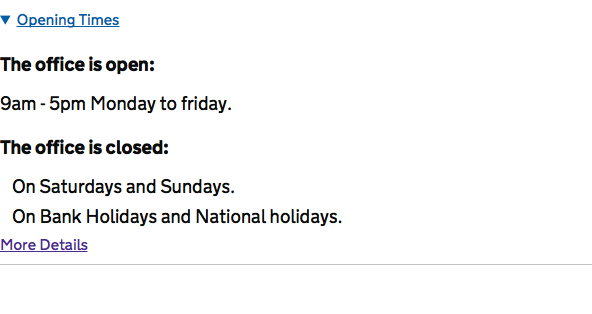 Opening Times
The office is open:
9am - 5pm Monday to friday.
The office is closed:
On Saturdays and Sundays.
On Bank Holidays and National holidays.
More Details